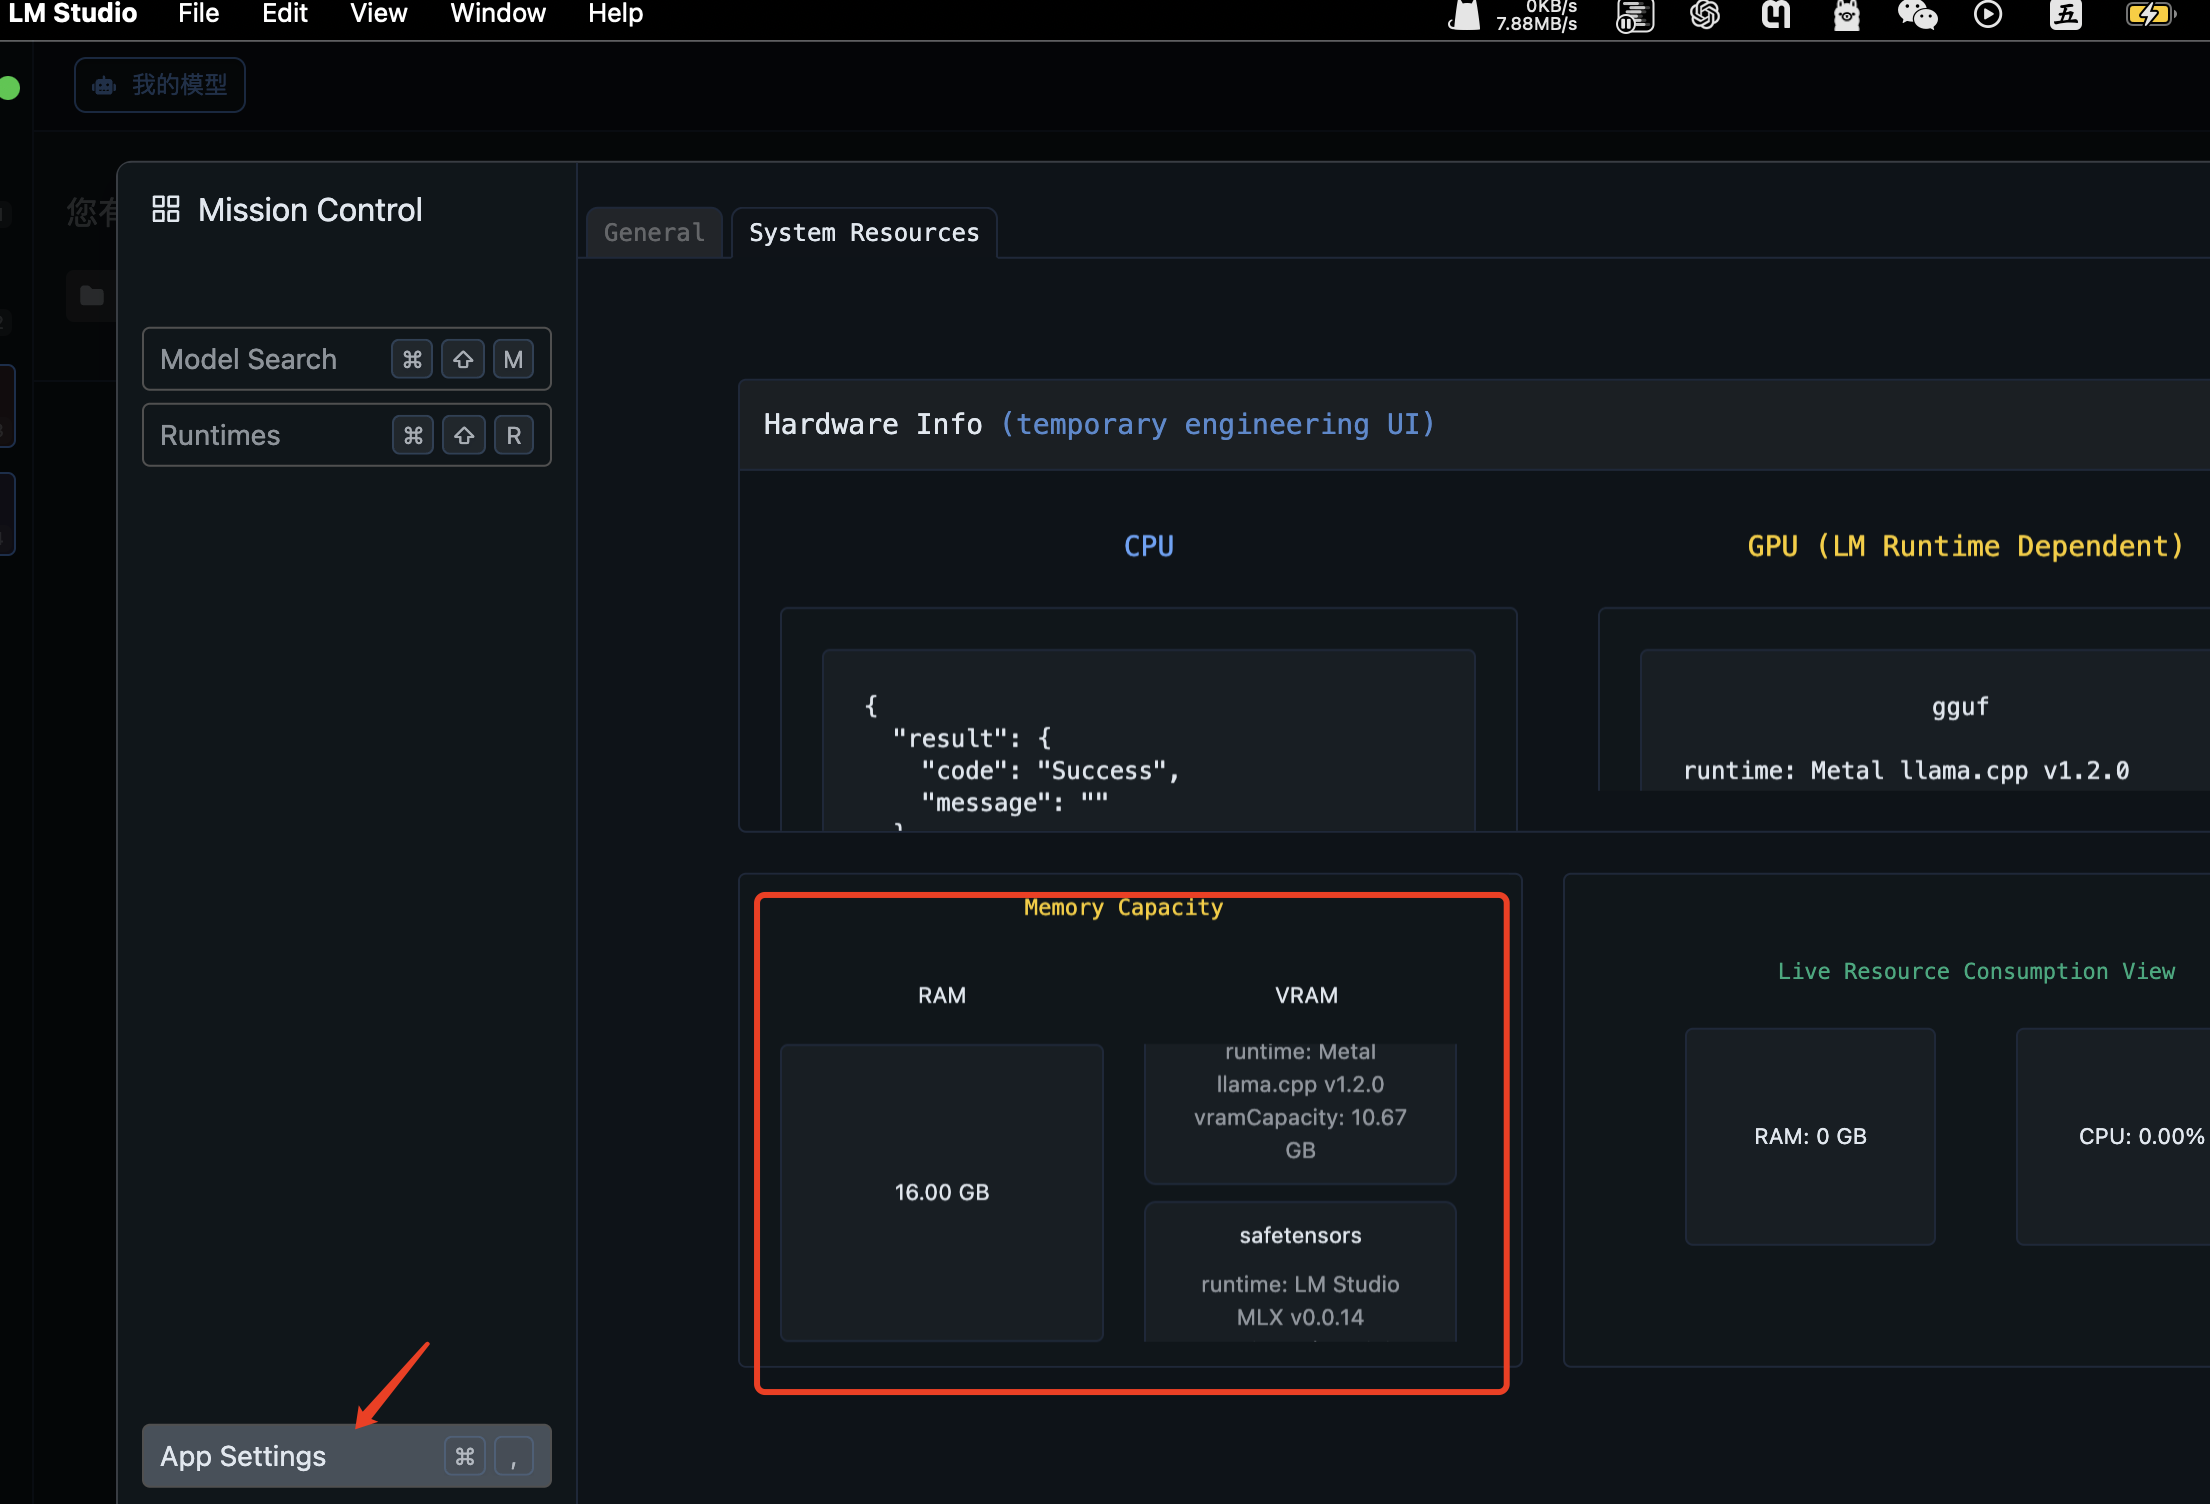 LM Studio File Edit View Window Help
0KB/s
7.88MB/s
五
我的模型
您有
Mission Control
General
System Resources
Model Search ⌘ ⇧ M
Runtimes ⌘ ⇧ R
Hardware Info (temporary engineering UI)
CPU
GPU (LM Runtime Dependent)
{
"result": {
"code": "Success",
"message": ""
}
gguf
runtime: Metal llama.cpp v1.2.0
Memory Capacity
RAM
VRAM
16.00 GB
runtime: Metal
llama.cpp v1.2.0
vramCapacity: 10.67
GB
safetensors
runtime: LM Studio
MLX v0.0.14
Live Resource Consumption View
RAM: 0 GB
CPU: 0.00%
App Settings ⌘ ,